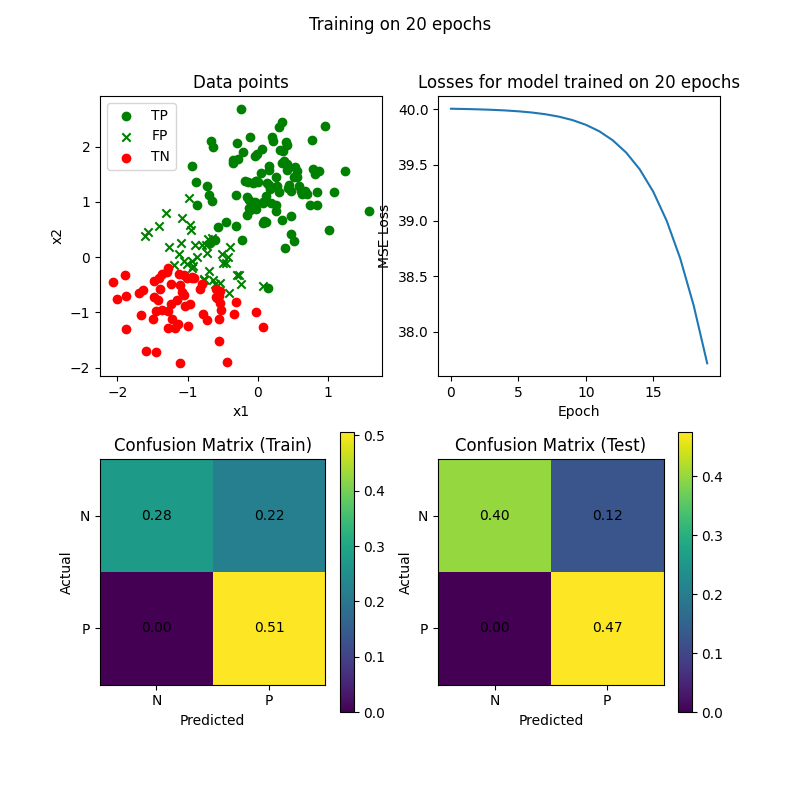 Training on 20 epochs
Data points
TP
FP
TN
2
1
0
−1
−2
x2
−2 −1 0 1
x1
Losses for model trained on 20 epochs
40.0
39.5
39.0
38.5
38.0
MSE Loss
0 5 10 15
Epoch
Confusion Matrix (Train)
N
P
Actual
0.28 0.22
0.00 0.51
N P
Predicted
0.5
0.4
0.3
0.2
0.1
0.0
Confusion Matrix (Test)
N
P
Actual
0.40 0.12
0.00 0.47
N P
Predicted
0.4
0.3
0.2
0.1
0.0